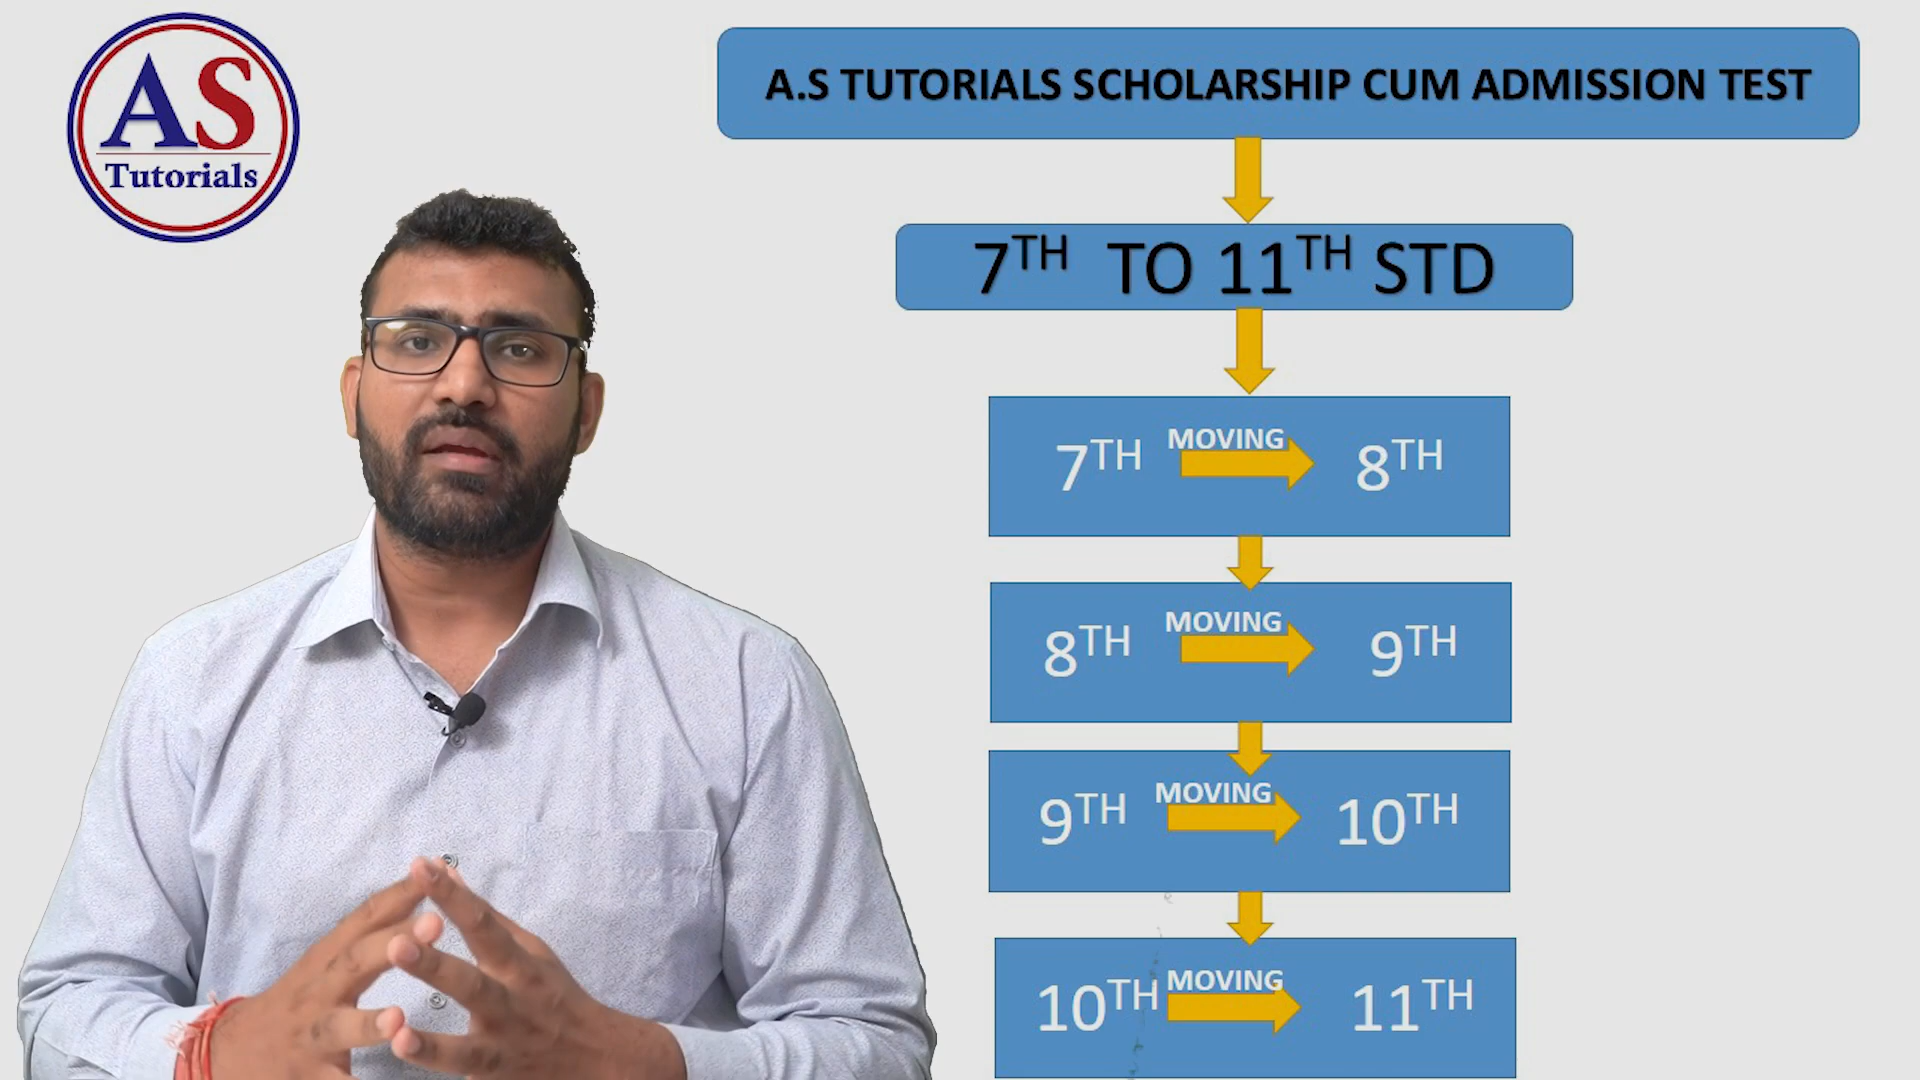 AS
Tutorials
A.S TUTORIALS SCHOLARSHIP CUM ADMISSION TEST
7TH TO 11TH STD
7TH MOVING 8TH
8TH MOVING 9TH
9TH MOVING 10TH
10TH MOVING 11TH